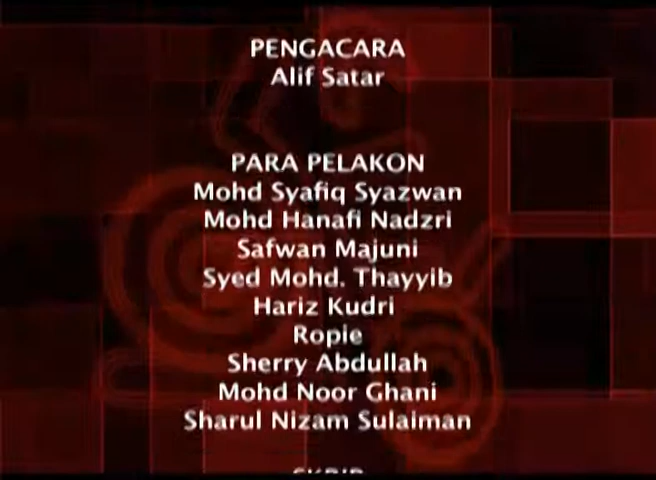 PENGACARA
Alif Satar
PARA PELAKON
Mohd Syafiq Syazwan
Mohd Hanafi Nadzri
Safwan Majuni
Syed Mohd. Thayyib
Hariz Kudri
Ropie
Sherry Abdullah
Mohd Noor Ghani
Sharul Nizam Sulaiman